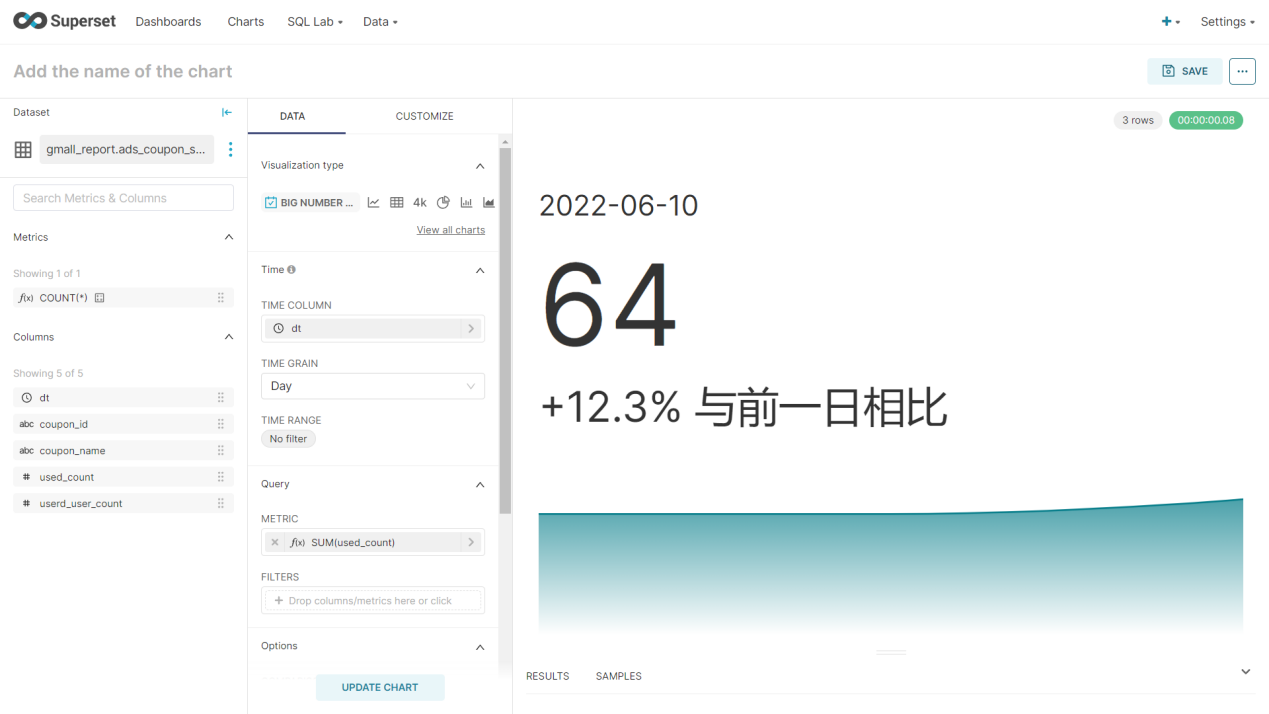 Superset Dashboards Charts SQL Lab Data Settings
Add the name of the chart
SAVE
Dataset
gmall_report.ads_coupon_s...
Search Metrics & Columns
Metrics
Showing 1 of 1
f(x) COUNT(*)
Columns
Showing 5 of 5
dt
abc coupon_id
abc coupon_name
# used_count
# userd_user_count
DATA CUSTOMIZE
Visualization type
BIG NUMBER ... 4k
View all charts
Time
TIME COLUMN
dt
TIME GRAIN
Day
TIME RANGE
No filter
Query
METRIC
f(x) SUM(used_count)
FILTERS
+ Drop columns/metrics here or click
Options
UPDATE CHART
3 rows 00:00:00.08
2022-06-10
64
+12.3% 与前一日相比
RESULTS SAMPLES